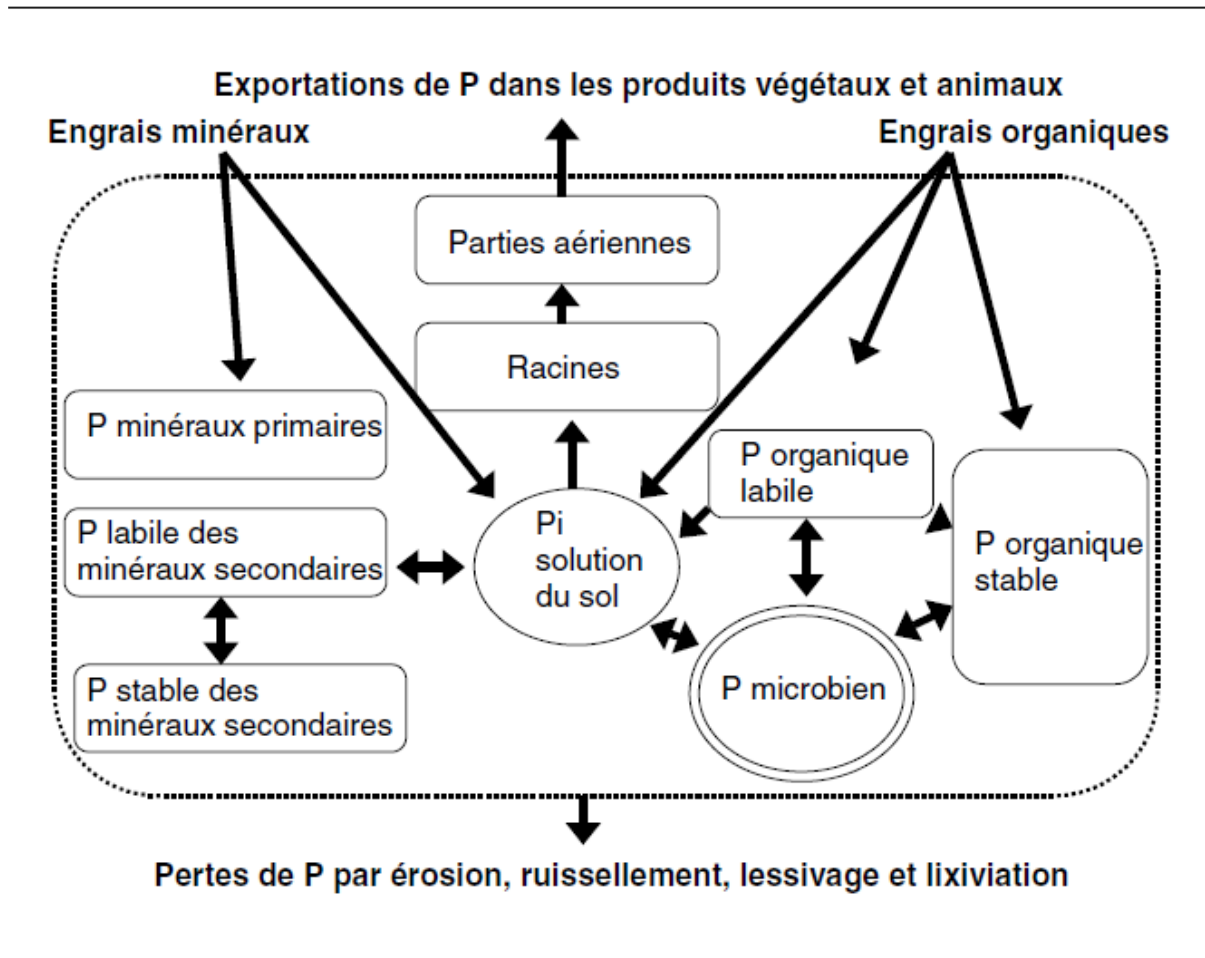 Exportations de P dans les produits végétaux et animaux
Engrais minéraux
Engrais organiques
Parties aériennes
Racines
P minéraux primaires
P organique
labile
P labile des
minéraux secondaires
Pi
solution
du sol
P organique
stable
P stable des
minéraux secondaires
P microbien
Pertes de P par érosion, ruissellement, lessivage et lixiviation